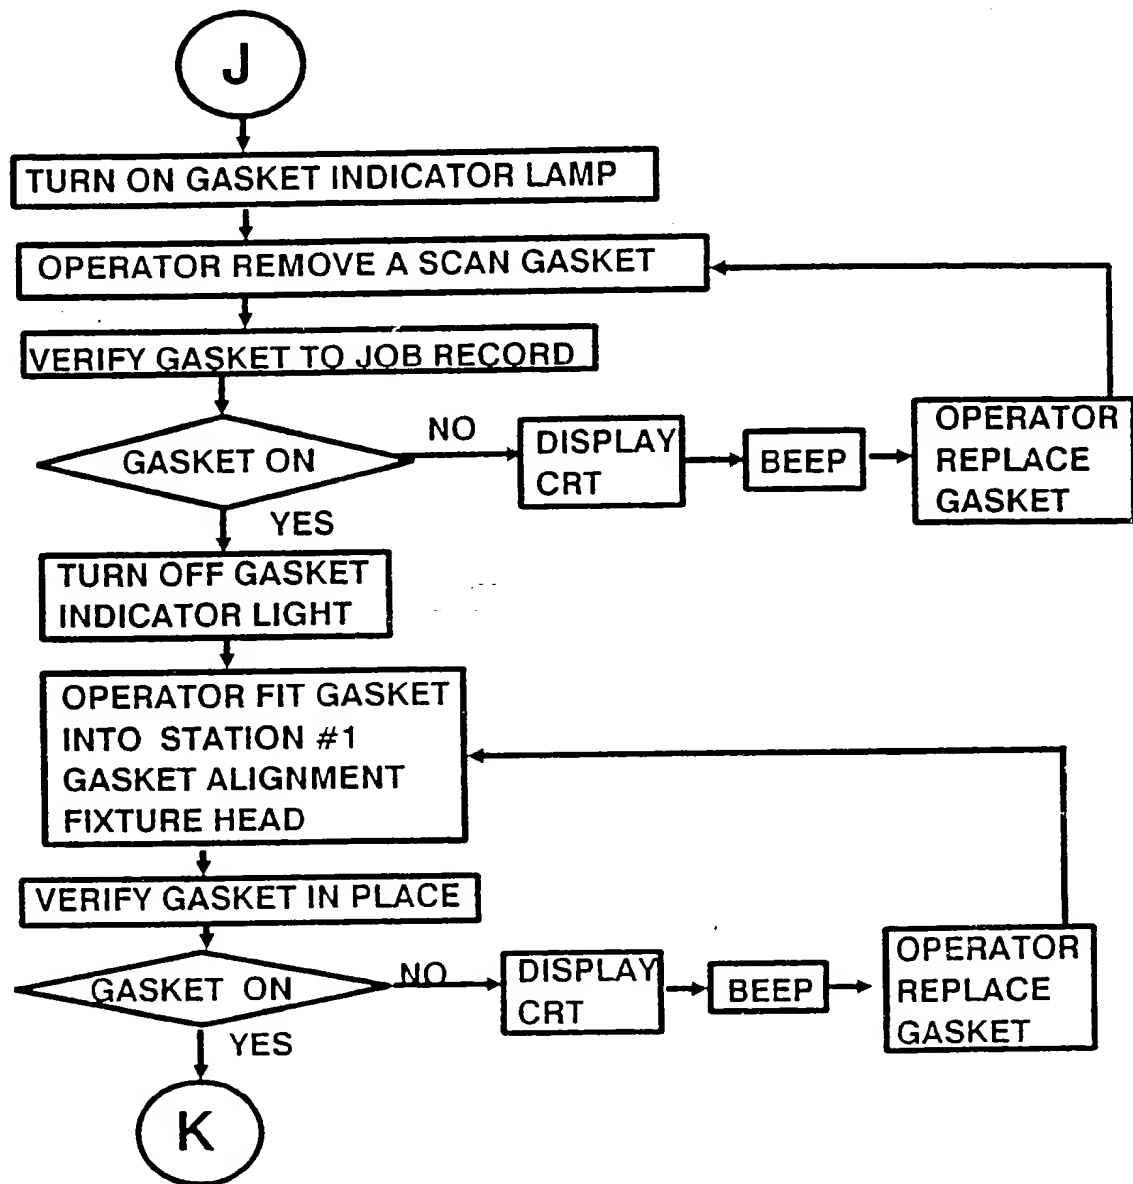 J
TURN ON GASKET INDICATOR LAMP
OPERATOR REMOVE A SCAN GASKET
VERIFY GASKET TO JOB RECORD
GASKET ON
NO
DISPLAY
CRT
BEEP
OPERATOR
REPLACE
GASKET
YES
TURN OFF GASKET
INDICATOR LIGHT
OPERATOR FIT GASKET
INTO STATION #1
GASKET ALIGNMENT
FIXTURE HEAD
VERIFY GASKET IN PLACE
GASKET ON
NO
DISPLAY
CRT
BEEP
OPERATOR
REPLACE
GASKET
YES
K